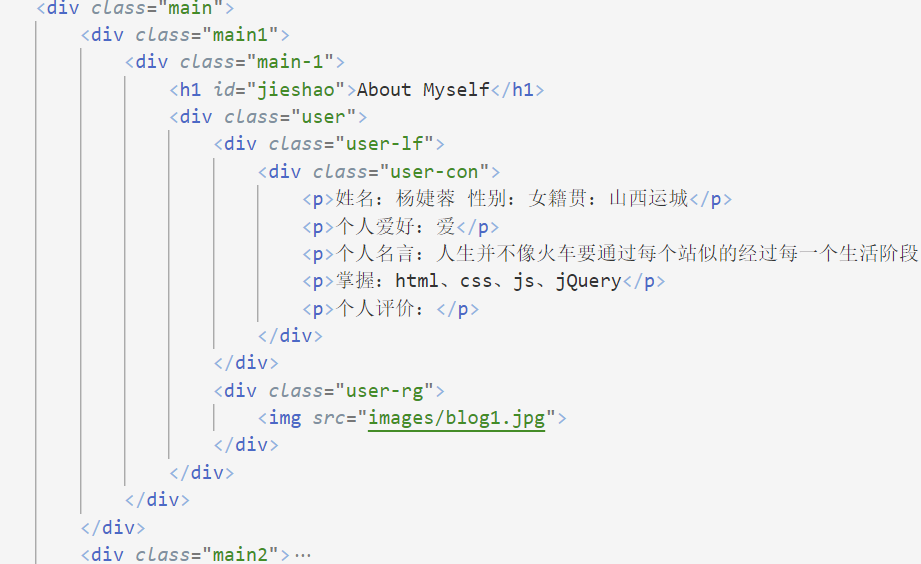 <div class="main">
<div class="main1">
<div class="main-1">
<h1 id="jieshao">About Myself</h1>
<div class="user">
<div class="user-lf">
<div class="user-con">
<p>姓名：杨婕蓉 性别：女籍贯：山西运城</p>
<p>个人爱好：爱</p>
<p>个人名言：人生并不像火车要通过每个站似的经过每一个生活阶段
<p>掌握：html、css、js、jQuery</p>
<p>个人评价：</p>
</div>
</div>
<div class="user-rg">
<img src="images/blog1.jpg">
</div>
</div>
</div>
</div>
<div class="main2">…